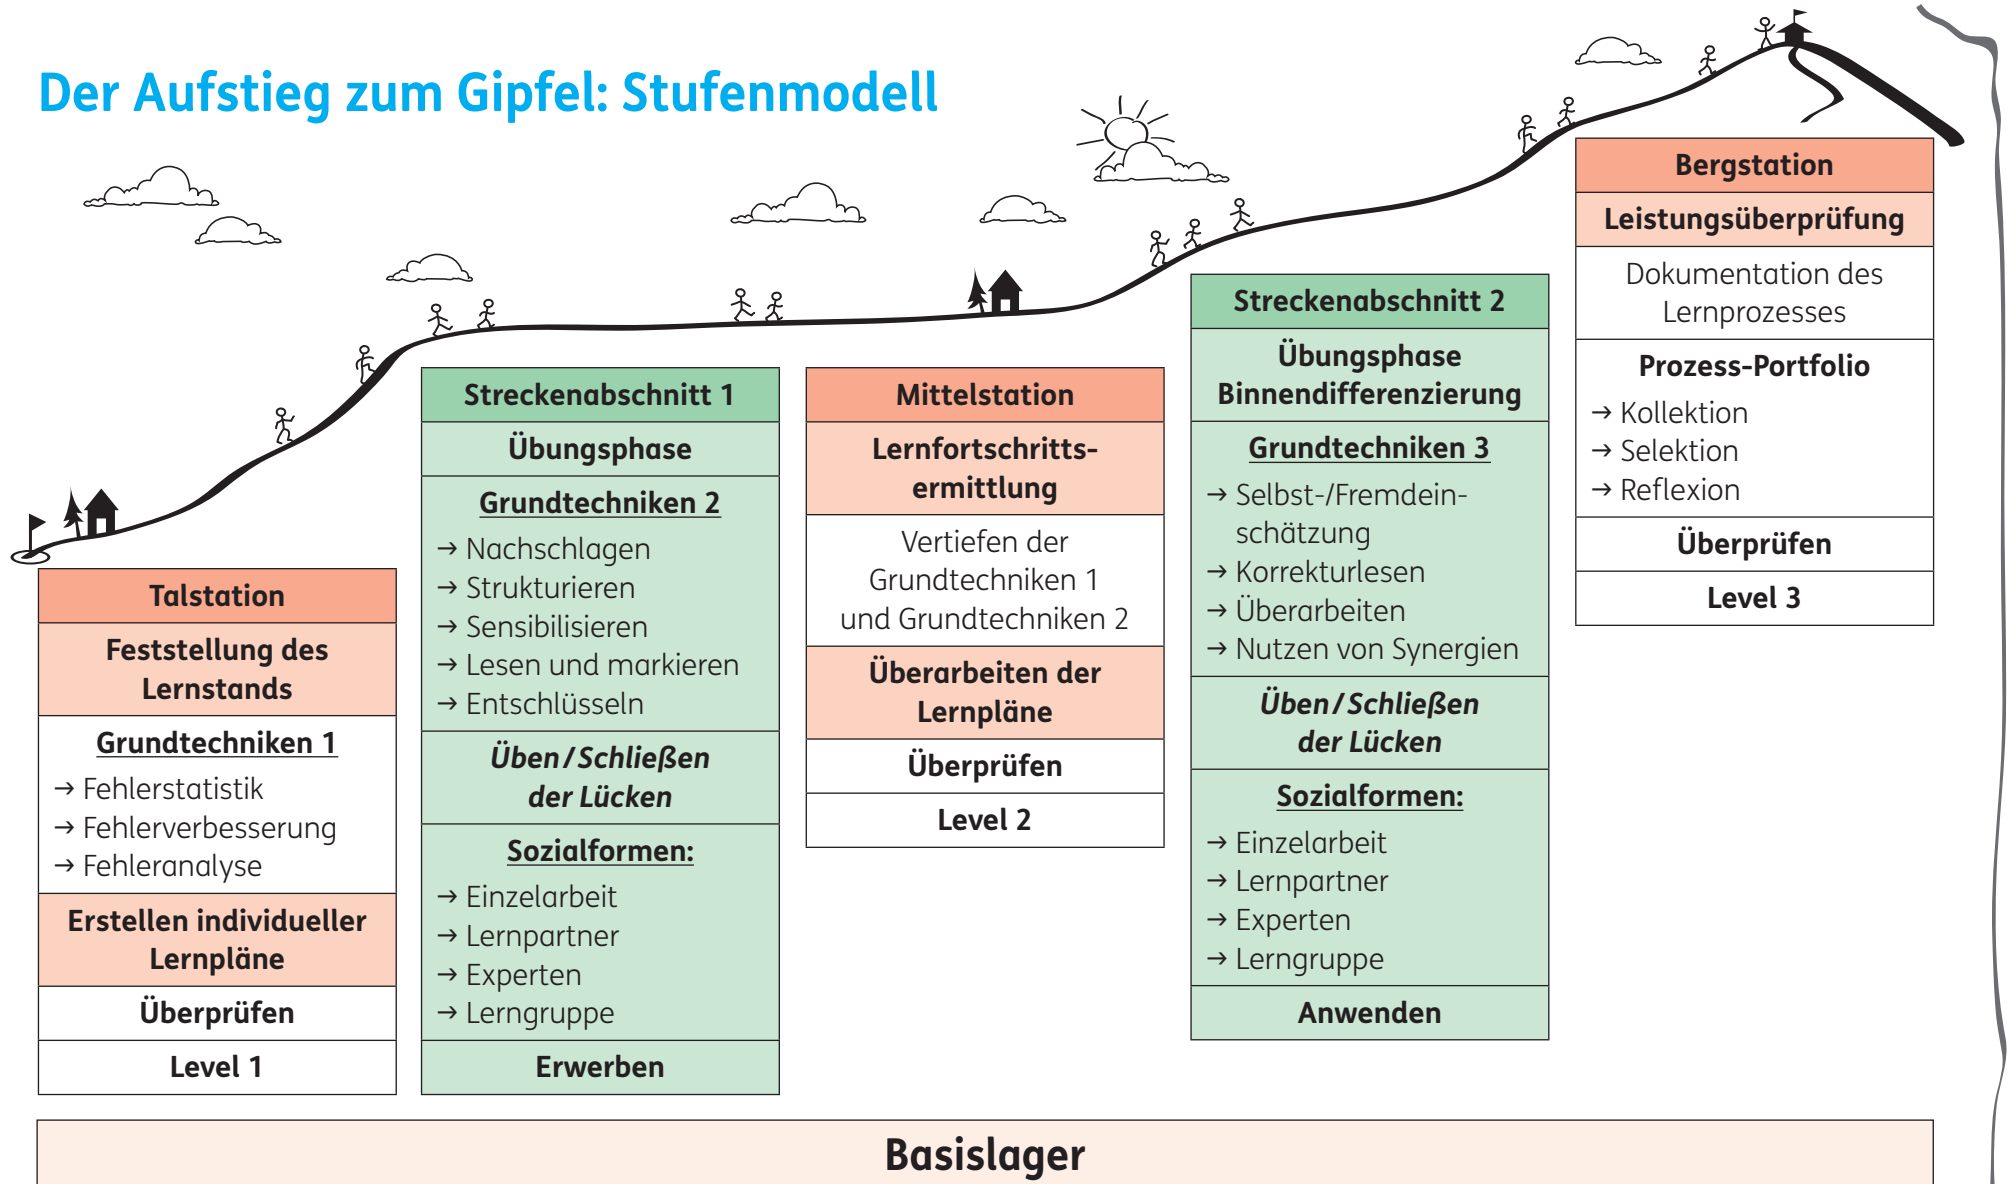 Der Aufstieg zum Gipfel: Stufenmodell
Talstation
Feststellung des
Lernstands
Grundtechniken 1
→ Fehlerstatistik
→ Fehlerverbesserung
→ Fehleranalyse
Erstellen individueller
Lernpläne
Überprüfen
Level 1
Streckenabschnitt 1
Übungsphase
Grundtechniken 2
→ Nachschlagen
→ Strukturieren
→ Sensibilisieren
→ Lesen und markieren
→ Entschlüsseln
Üben/Schließen
der Lücken
Sozialformen:
→ Einzelarbeit
→ Lernpartner
→ Experten
→ Lerngruppe
Erwerben
Mittelstation
Lernfortschritts-
ermittlung
Vertiefen der
Grundtechniken 1
und Grundtechniken 2
Überarbeiten der
Lernpläne
Überprüfen
Level 2
Streckenabschnitt 2
Übungsphase
Binnendifferenzierung
Grundtechniken 3
→ Selbst-/Fremdein-
schätzung
→ Korrekturlesen
→ Überarbeiten
→ Nutzen von Synergien
Üben/Schließen
der Lücken
Sozialformen:
→ Einzelarbeit
→ Lernpartner
→ Experten
→ Lerngruppe
Anwenden
Bergstation
Leistungsüberprüfung
Dokumentation des
Lernprozesses
Prozess-Portfolio
→ Kollektion
→ Selektion
→ Reflexion
Überprüfen
Level 3
Basislager